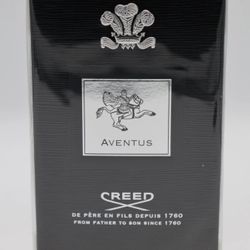 AVENTUS
CREED
DE PÈRE EN FILS DEPUIS 1760
FROM FATHER TO SON SINCE 1760